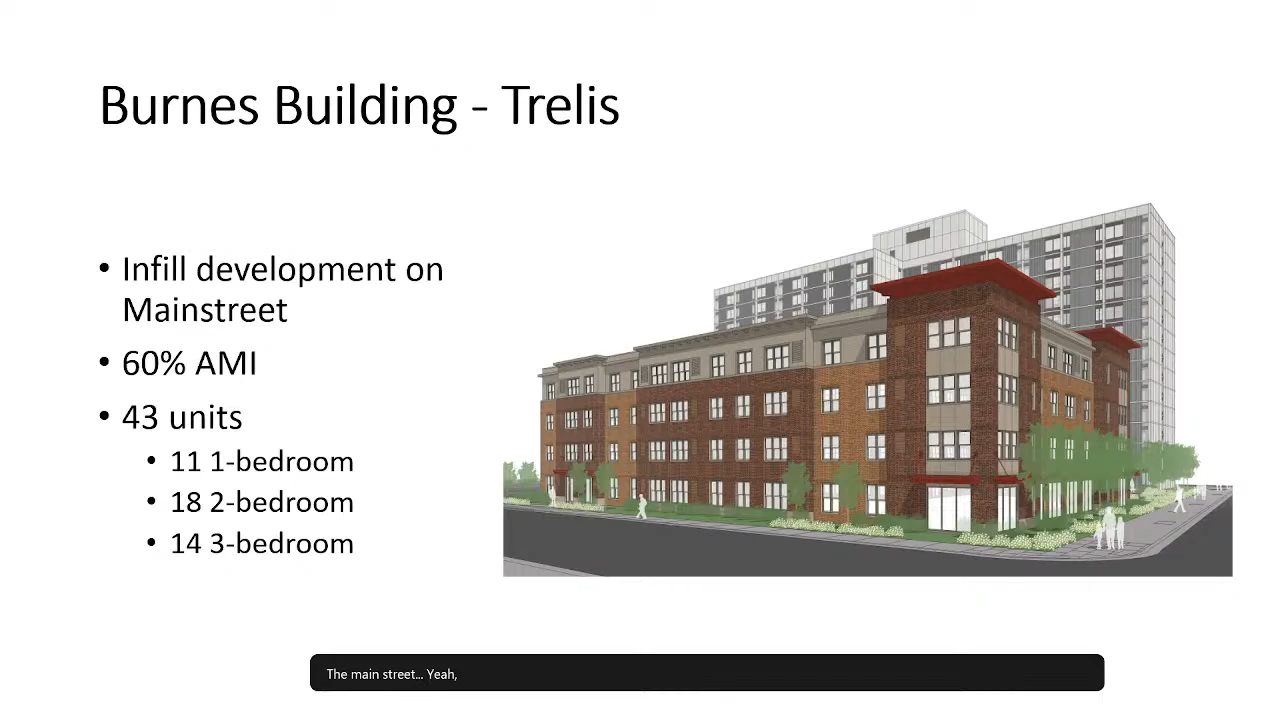 Burnes Building - Trelis
• Infill development on
Mainstreet
• 60% AMI
• 43 units
• 11 1-bedroom
• 18 2-bedroom
• 14 3-bedroom
The main street... Yeah,